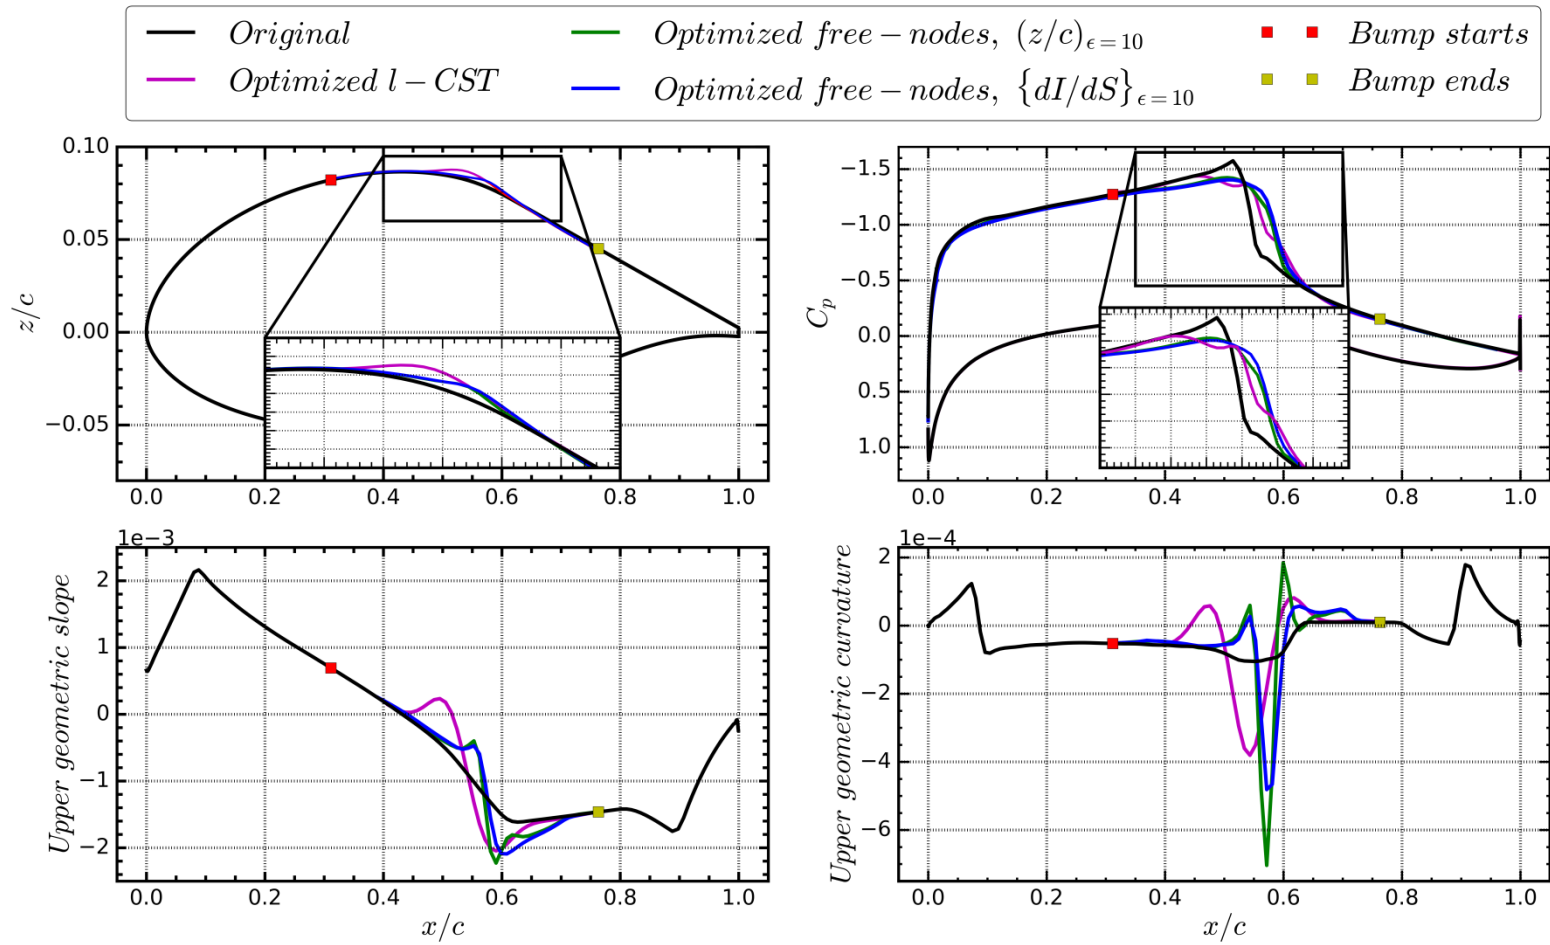 Original
Optimized l − CST
Optimized free − nodes, (z/c)ϵ=10
Optimized free − nodes, {dI/dS}ϵ=10
Bump starts
Bump ends
z/c
0.10
0.05
0.00
−0.05
0.0 0.2 0.4 0.6 0.8 1.0
Cp
−1.5
−1.0
−0.5
0.0
0.5
1.0
0.0 0.2 0.4 0.6 0.8 1.0
1e−3
Upper geometric slope
2
1
0
−1
−2
0.0 0.2 0.4 0.6 0.8 1.0
x/c
1e−4
Upper geometric curvature
2
0
−2
−4
−6
0.0 0.2 0.4 0.6 0.8 1.0
x/c